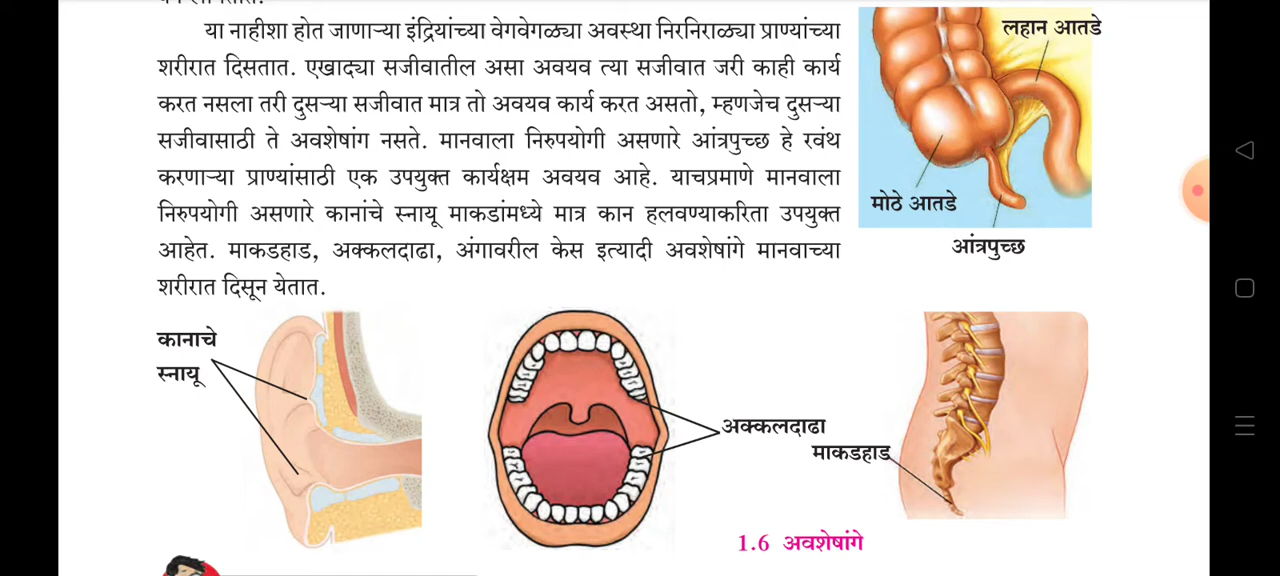 या नाहीशा होत जाणाऱ्या इंद्रियांच्या वेगवेगळ्या अवस्था निरनिराळ्या प्राण्यांच्या
शरीरात दिसतात. एखाद्या सजीवातील असा अवयव त्या सजीवात जरी काही कार्य
करत नसला तरी दुसऱ्या सजीवात मात्र तो अवयव कार्य करत असतो, म्हणजेच दुसऱ्या
सजीवासाठी ते अवशेषांग नसते. मानवाला निरुपयोगी असणारे आंत्रपुच्छ हे रवंथ
करणाऱ्या प्राण्यांसाठी एक उपयुक्त कार्यक्षम अवयव आहे. याचप्रमाणे मानवाला
निरुपयोगी असणारे कानांचे स्नायू माकडांमध्ये मात्र कान हलवण्याकरिता उपयुक्त
आहेत. माकडहाड, अक्कलदाढा, अंगावरील केस इत्यादी अवशेषांगे मानवाच्या
शरीरात दिसून येतात.
लहान आतडे
मोठे आतडे
आंत्रपुच्छ
कानाचे
स्नायू
अक्कलदाढा
माकडहाड
1.6 अवशेषांगे